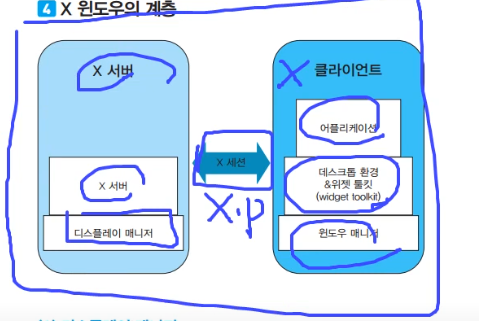 4 X 윈도우의 계층
X 서버
X 클라이언트
어플리케이션
X 세션
X 서버
데스크톱 환경
&위젯 툴킷
(widget toolkit)
X.p
디스플레이 매니저
윈도우 매니저